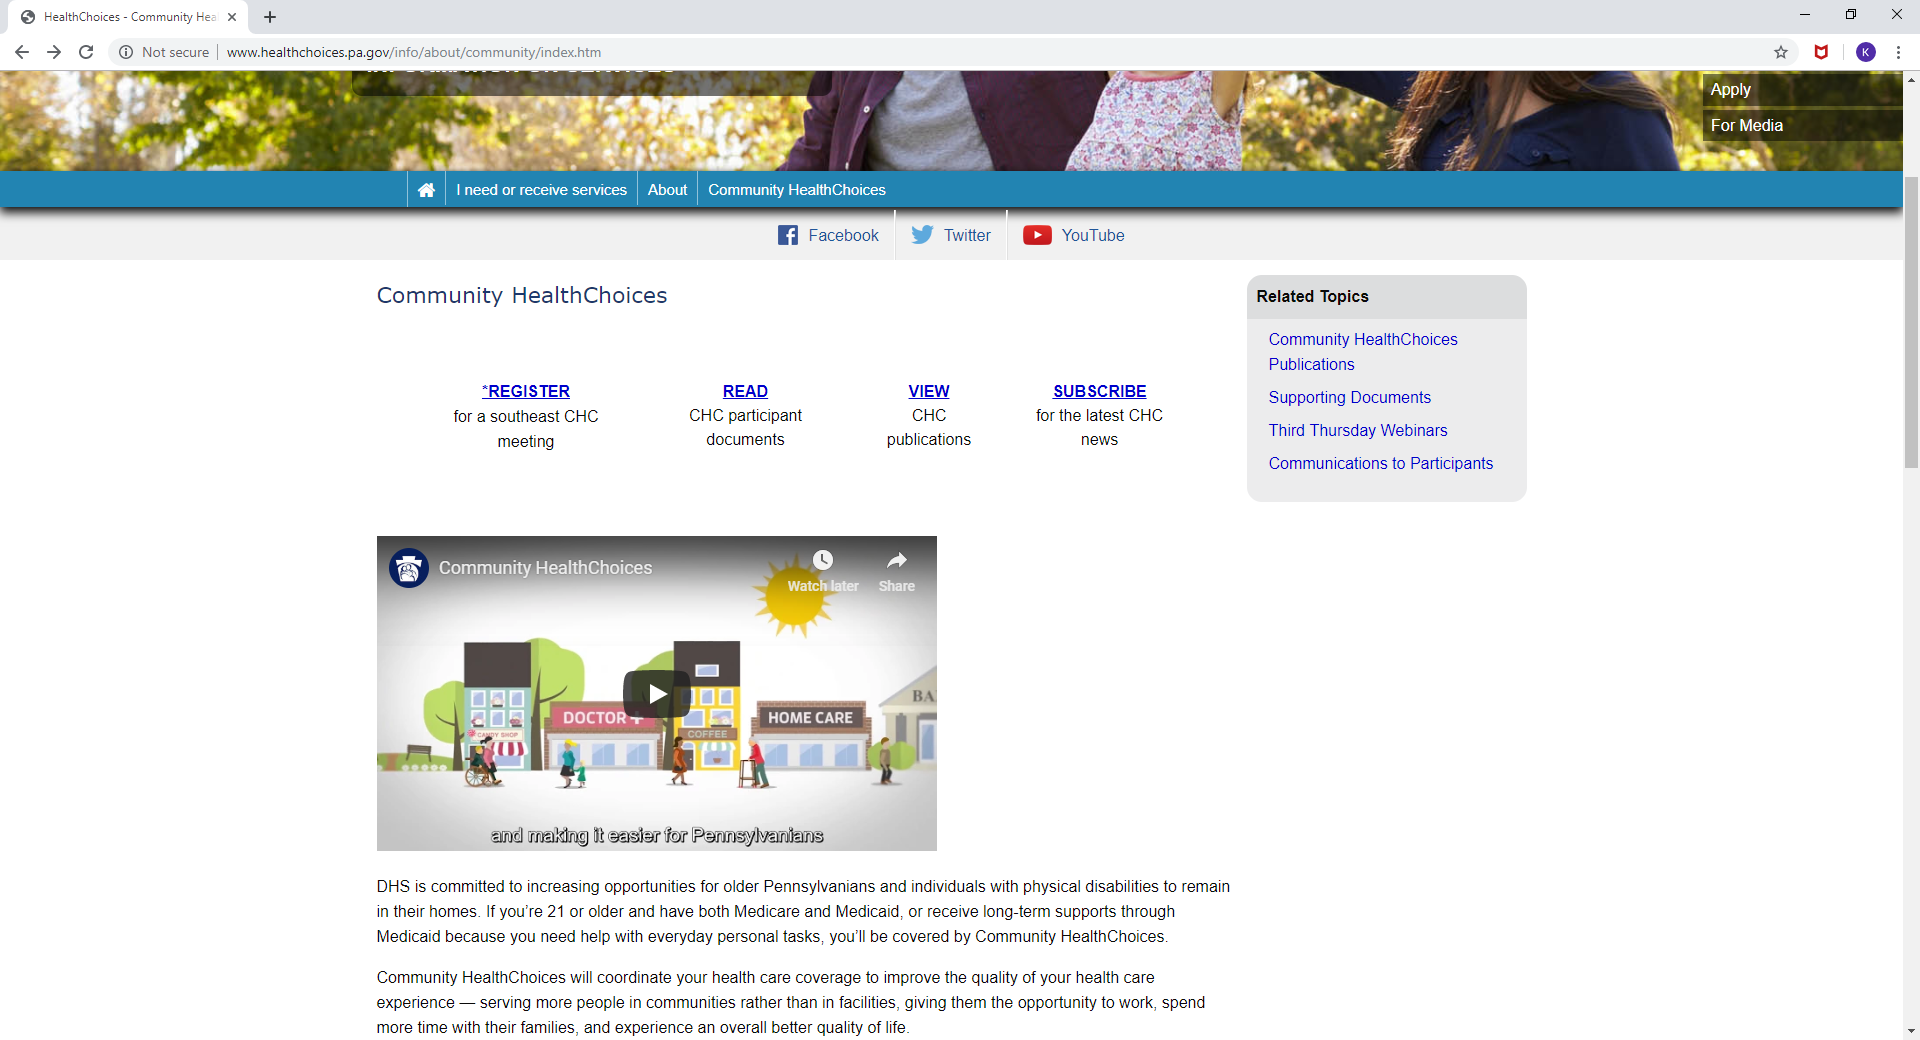 HealthChoices - Community Hea
Not secure
www.healthchoices.pa.gov/info/about/community/index.htm
K
Apply
For Media
I need or receive services
About
Community HealthChoices
Facebook
Twitter
YouTube
Community HealthChoices
*REGISTER
for a southeast CHC
meeting
READ
CHC participant
documents
VIEW
CHC
publications
SUBSCRIBE
for the latest CHC
news
Related Topics
Community HealthChoices
Publications
Supporting Documents
Third Thursday Webinars
Communications to Participants
Community HealthChoices
Watch later
Share
CANDY SHOP
DOCTOR
COFFEE
HOME CARE
BA
and making it easier for Pennsylvanians
DHS is committed to increasing opportunities for older Pennsylvanians and individuals with physical disabilities to remain
in their homes. If you’re 21 or older and have both Medicare and Medicaid, or receive long-term supports through
Medicaid because you need help with everyday personal tasks, you’ll be covered by Community HealthChoices.
Community HealthChoices will coordinate your health care coverage to improve the quality of your health care
experience — serving more people in communities rather than in facilities, giving them the opportunity to work, spend
more time with their families, and experience an overall better quality of life.